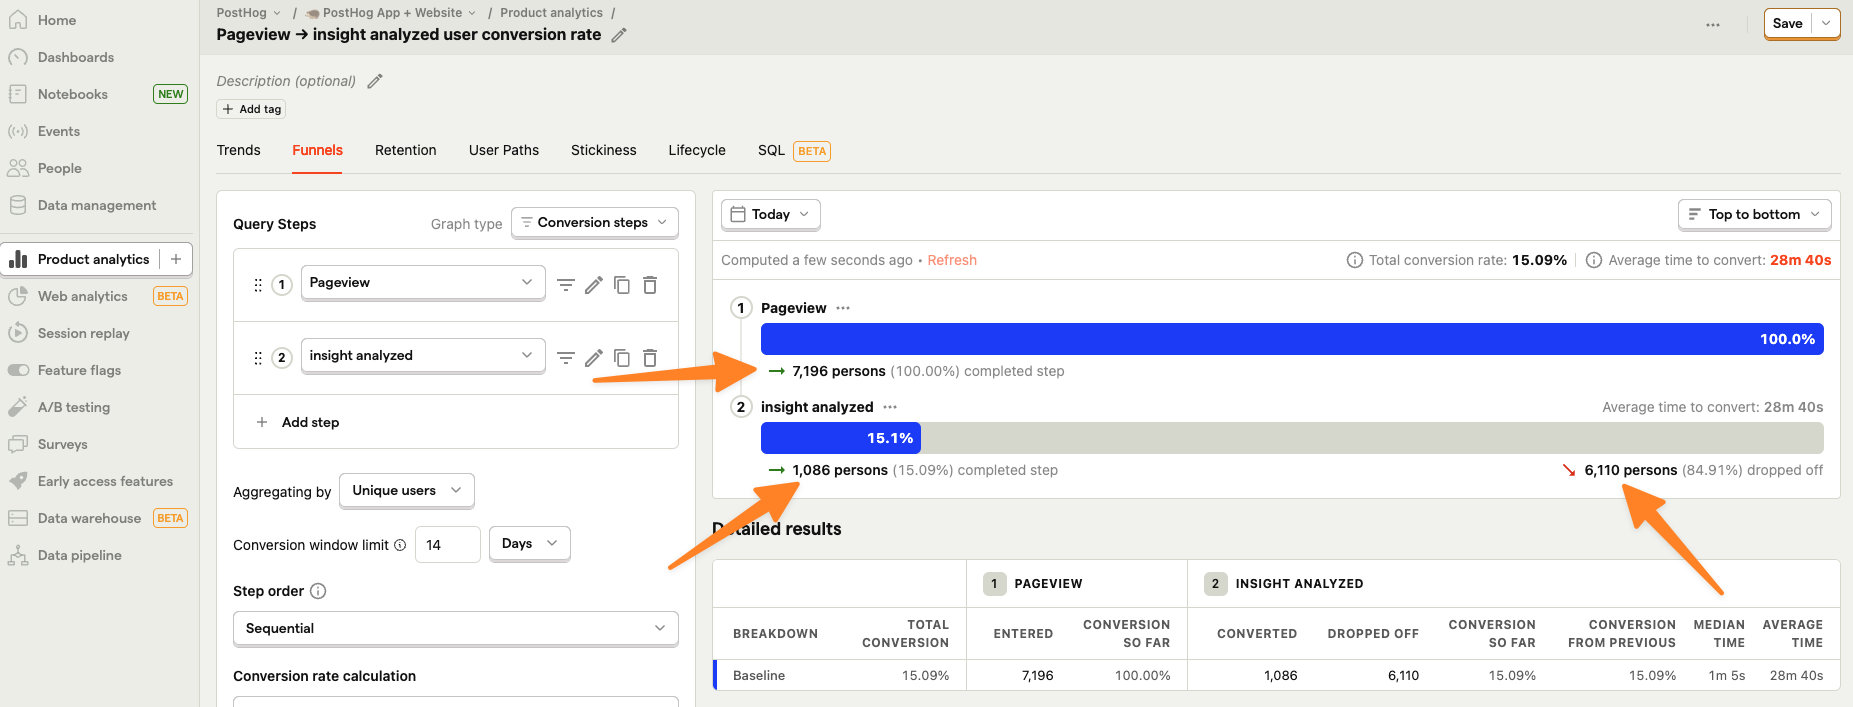 Home
Dashboards
Notebooks NEW
Events
People
Data management
Product analytics +
Web analytics BETA
Session replay
Feature flags
A/B testing
Surveys
Early access features
Data warehouse BETA
Data pipeline
PostHog / PostHog App + Website / Product analytics /
Pageview → insight analyzed user conversion rate
Save
Description (optional)
+ Add tag
Trends Funnels Retention User Paths Stickiness Lifecycle SQL BETA
Query Steps Graph type Conversion steps
1 Pageview
2 insight analyzed
+ Add step
Aggregating by Unique users
Conversion window limit 14 Days
Step order
Sequential
Conversion rate calculation
Today Top to bottom
Computed a few seconds ago • Refresh Total conversion rate: 15.09% Average time to convert: 28m 40s
1 Pageview
100.0%
→ 7,196 persons (100.00%) completed step
2 insight analyzed Average time to convert: 28m 40s
15.1%
→ 1,086 persons (15.09%) completed step 6,110 persons (84.91%) dropped off
Detailed results
1 PAGEVIEW 2 INSIGHT ANALYZED
BREAKDOWN TOTAL CONVERSION ENTERED CONVERSION SO FAR CONVERTED DROPPED OFF CONVERSION SO FAR CONVERSION FROM PREVIOUS MEDIAN TIME AVERAGE TIME
Baseline 15.09% 7,196 100.00% 1,086 6,110 15.09% 15.09% 1m 5s 28m 40s